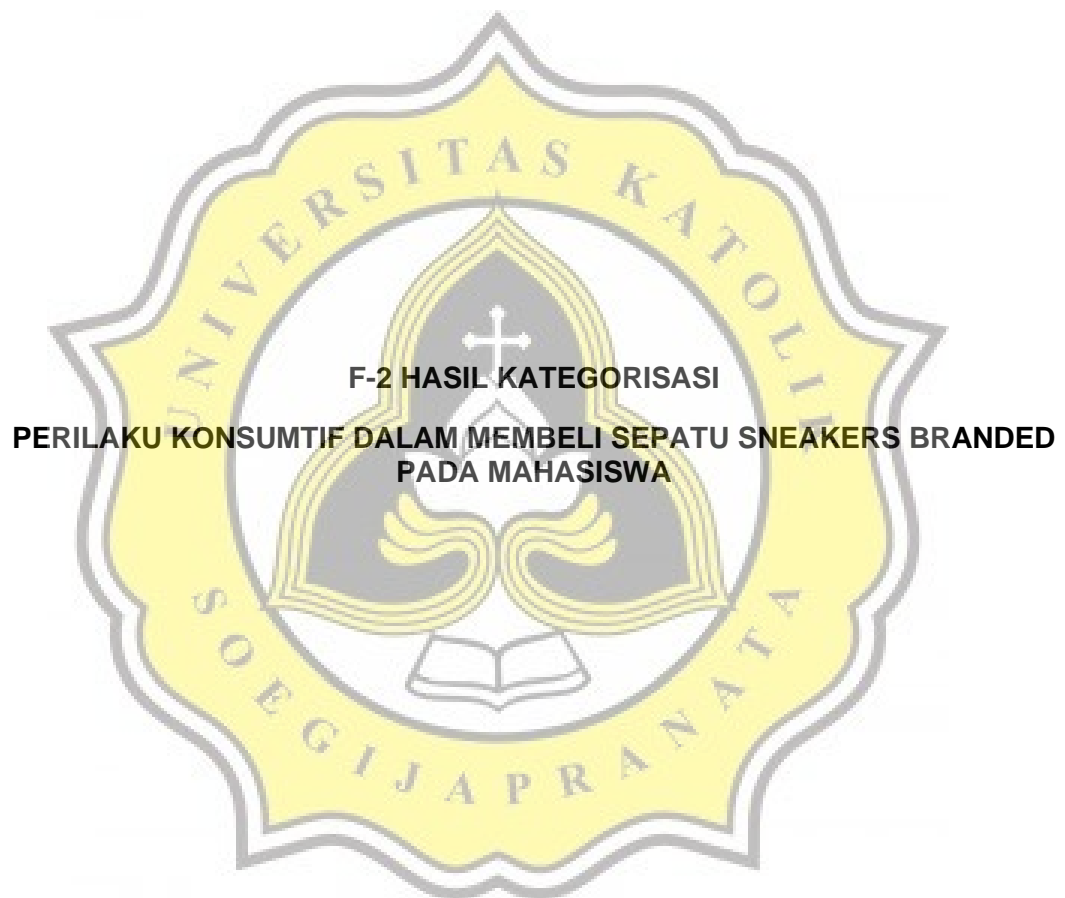 UNIVERSITAS KATOLIK
F-2 HASIL KATEGORISASI
PERILAKU KONSUMTIF DALAM MEMBELI SEPATU SNEAKERS BRANDED
PADA MAHASISWA
SOEGIJAPRANATA